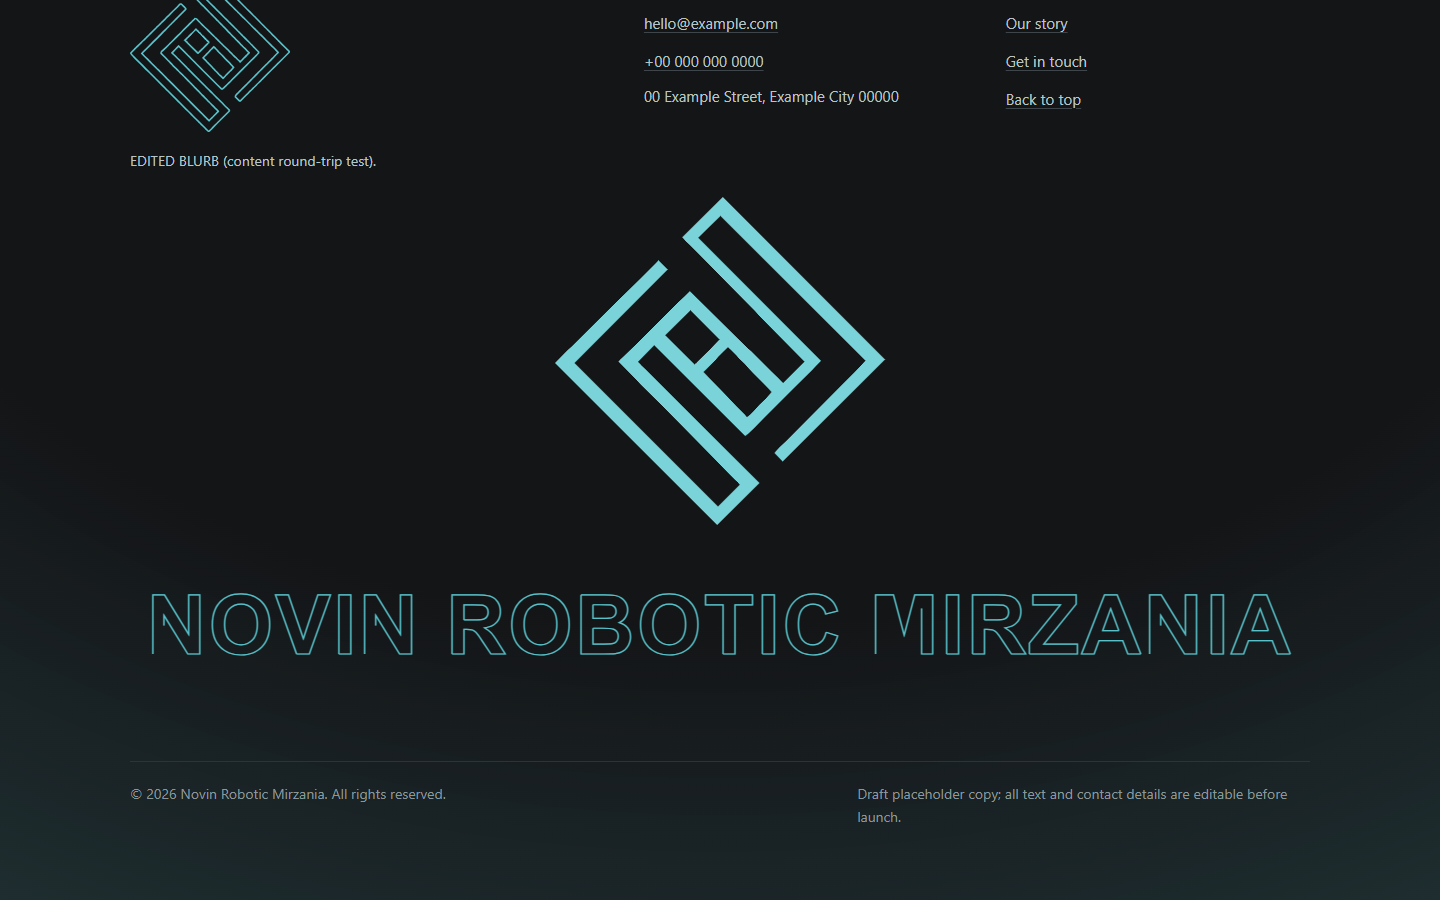 hello@example.com
+00 000 000 0000
00 Example Street, Example City 00000
Our story
Get in touch
Back to top
EDITED BLURB (content round-trip test).
NOVIN ROBOTIC MIRZANIA
© 2026 Novin Robotic Mirzania. All rights reserved.
Draft placeholder copy; all text and contact details are editable before
launch.